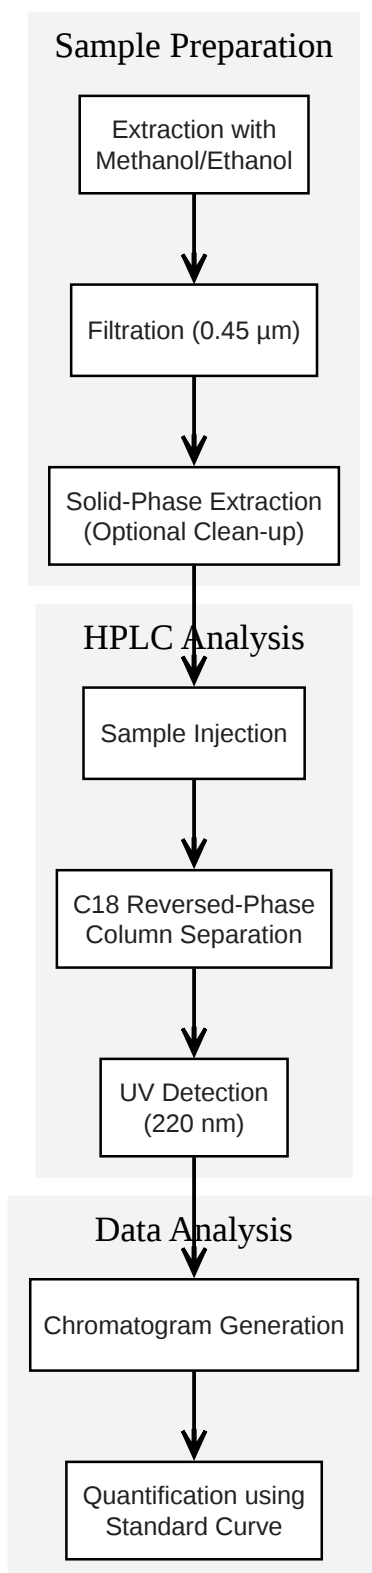 Sample Preparation
Extraction with
Methanol/Ethanol
Filtration (0.45 µm)
Solid-Phase Extraction
(Optional Clean-up)
HPLC Analysis
Sample Injection
C18 Reversed-Phase
Column Separation
UV Detection
(220 nm)
Data Analysis
Chromatogram Generation
Quantification using
Standard Curve